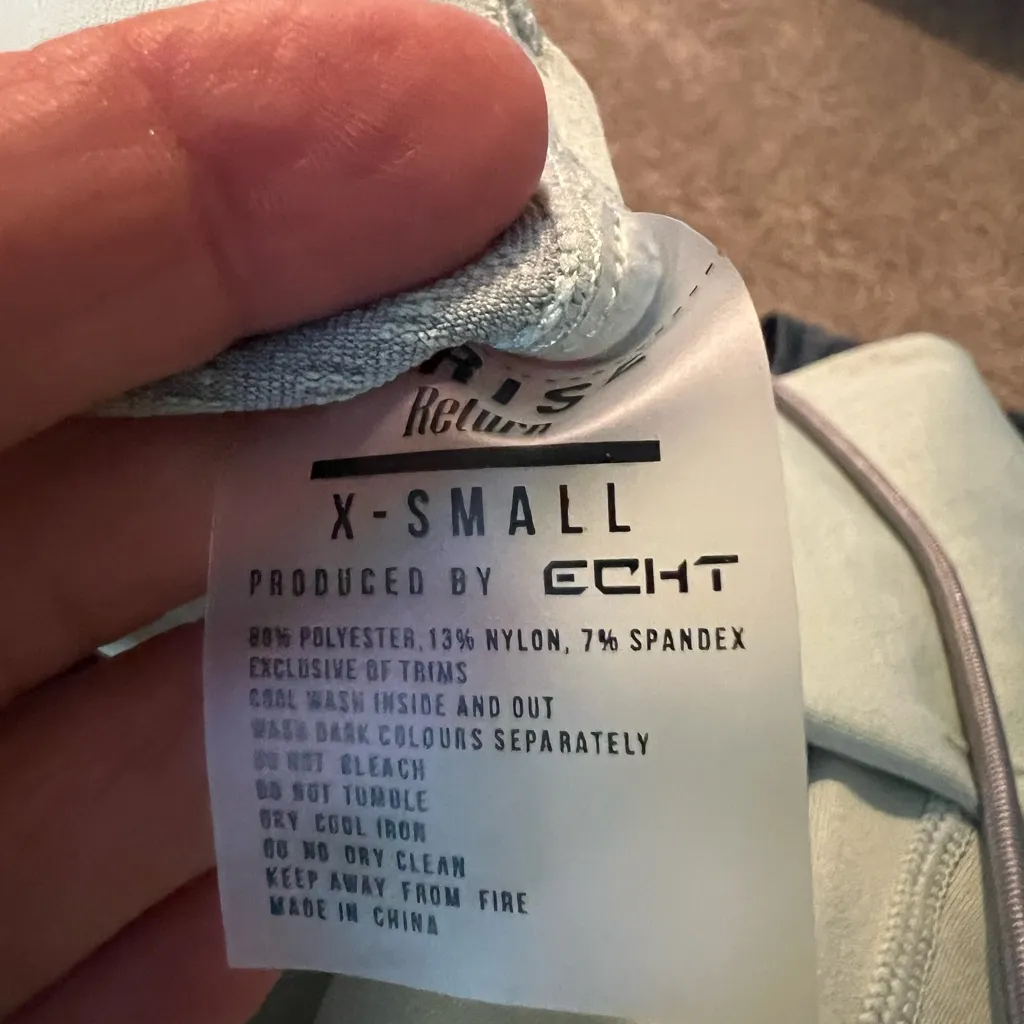 RISE
Return
X-SMALL
PRODUCED BY ECHT
80% POLYESTER, 13% NYLON, 7% SPANDEX
EXCLUSIVE OF TRIMS
COOL WASH INSIDE AND OUT
WASH DARK COLOURS SEPARATELY
DO NOT BLEACH
DO NOT TUMBLE
DRY COOL IRON
DO NO DRY CLEAN
KEEP AWAY FROM FIRE
MADE IN CHINA